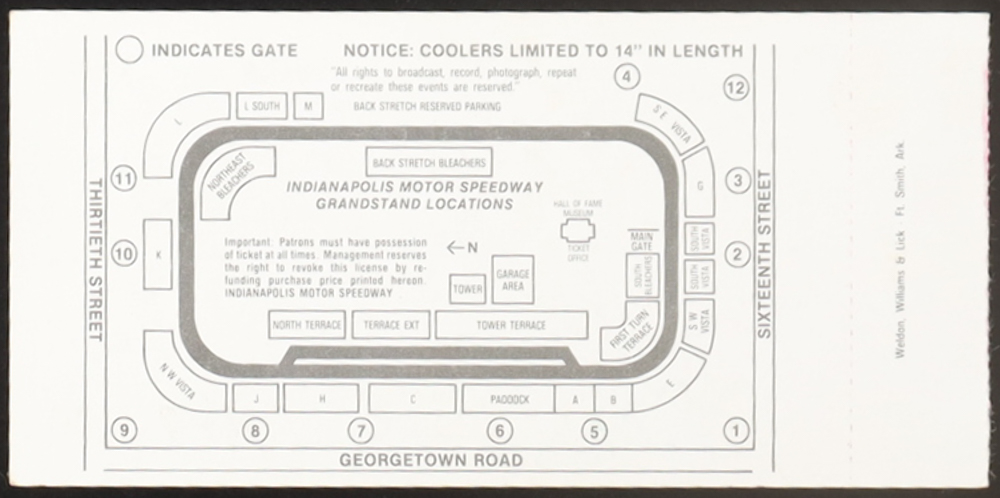 INDICATES GATE
NOTICE: COOLERS LIMITED TO 14" IN LENGTH
"All rights to broadcast, record, photograph, repeat
or recreate these events are reserved."
4
12
L SOUTH
M
BACK STRETCH RESERVED PARKING
S E VISTA
L
NORTHEAST
BLEACHERS
BACK STRETCH BLEACHERS
11
INDIANAPOLIS MOTOR SPEEDWAY
GRANDSTAND LOCATIONS
G
3
HALL OF FAME
MUSEUM
TICKET
OFFICE
THIRTIETH STREET
SIXTEENTH STREET
10
K
Important: Patrons must have possession
of ticket at all times. Management reserves
the right to revoke this license by re-
funding purchase price printed hereon.
INDIANAPOLIS MOTOR SPEEDWAY
←N
MAIN
GATE
SOUTH
VISTA
2
TOWER
GARAGE
AREA
SOUTH
BLEACHERS
SOUTH
VISTA
NORTH TERRACE
TERRACE EXT
TOWER TERRACE
FIRST TURN
TERRACE
S W
VISTA
N W VISTA
J
H
C
PADDOCK
A
B
E
9
8
7
6
5
1
GEORGETOWN ROAD
Weldon, Williams & Lick Ft. Smith, Ark.